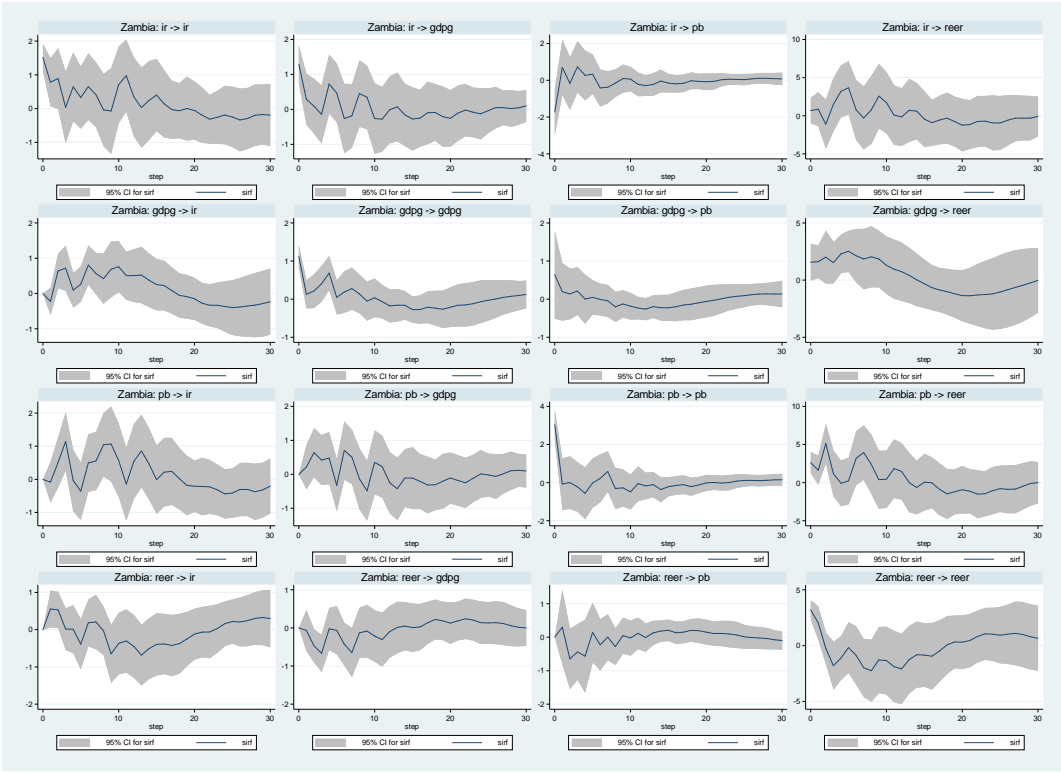 Zambia: ir -> ir
Zambia: ir -> gdpg
Zambia: ir -> pb
Zambia: ir -> reer
2
1
0
-1
0
10
20
30
step
95% CI for sirf
sirf
2
1
0
-1
0
10
20
30
step
95% CI for sirf
sirf
2
0
-2
-4
0
10
20
30
step
95% CI for sirf
sirf
10
5
0
-5
0
10
20
30
step
95% CI for sirf
sirf
Zambia: gdpg -> ir
Zambia: gdpg -> gdpg
Zambia: gdpg -> pb
Zambia: gdpg -> reer
2
1
0
-1
0
10
20
30
step
95% CI for sirf
sirf
2
1
0
-1
0
10
20
30
step
95% CI for sirf
sirf
2
1
0
-1
0
10
20
30
step
95% CI for sirf
sirf
5
0
-5
0
10
20
30
step
95% CI for sirf
sirf
Zambia: pb -> ir
Zambia: pb -> gdpg
Zambia: pb -> pb
Zambia: pb -> reer
2
1
0
-1
0
10
20
30
step
95% CI for sirf
sirf
2
1
0
-1
0
10
20
30
step
95% CI for sirf
sirf
4
2
0
-2
0
10
20
30
step
95% CI for sirf
sirf
10
5
0
-5
0
10
20
30
step
95% CI for sirf
sirf
Zambia: reer -> ir
Zambia: reer -> gdpg
Zambia: reer -> pb
Zambia: reer -> reer
1
0
-1
-2
0
10
20
30
step
95% CI for sirf
sirf
1
0
-1
-2
0
10
20
30
step
95% CI for sirf
sirf
1
0
-1
-2
0
10
20
30
step
95% CI for sirf
sirf
5
0
-5
0
10
20
30
step
95% CI for sirf
sirf